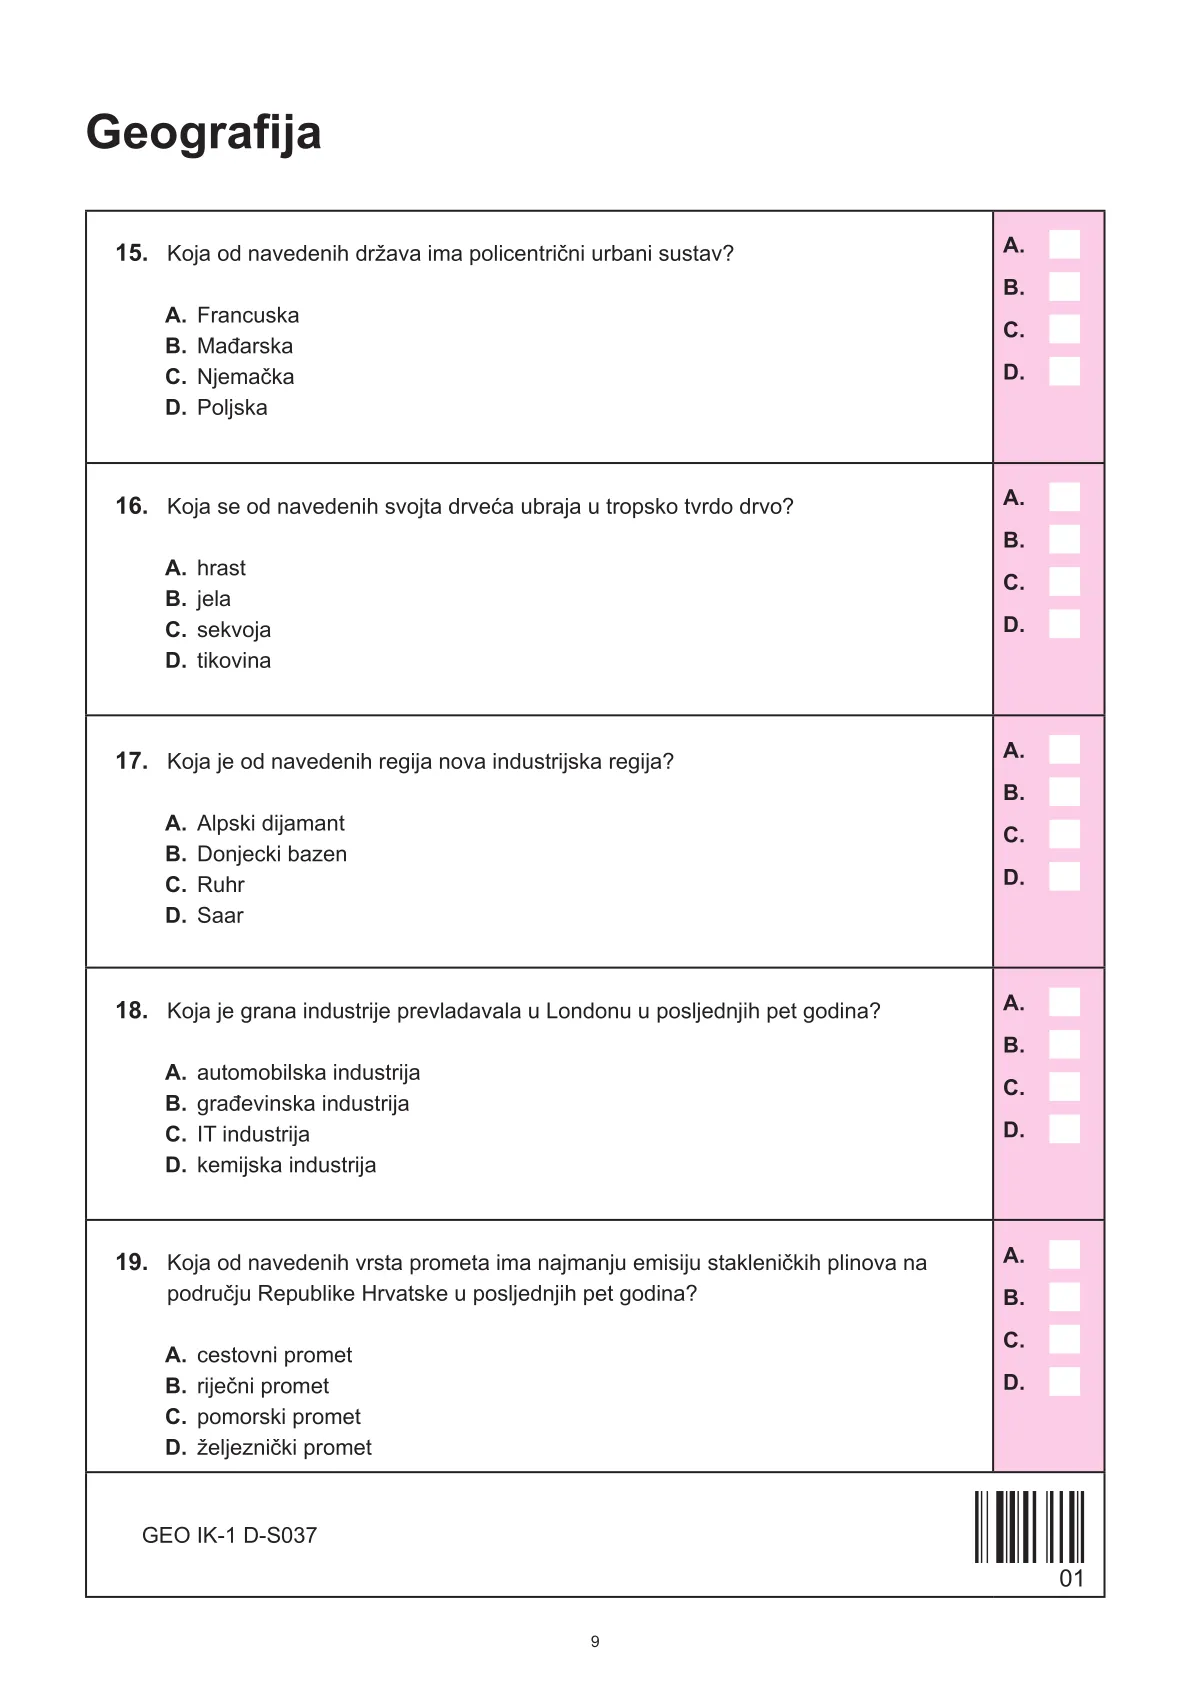 Geografija
15. Koja od navedenih država ima policentrični urbani sustav?
A. Francuska
B. Mađarska
C. Njemačka
D. Poljska
A.
B.
C.
D.
16. Koja se od navedenih svojta drveća ubraja u tropsko tvrdo drvo?
A. hrast
B. jela
C. sekvoja
D. tikovina
A.
B.
C.
D.
17. Koja je od navedenih regija nova industrijska regija?
A. Alpski dijamant
B. Donjecki bazen
C. Ruhr
D. Saar
A.
B.
C.
D.
18. Koja je grana industrije prevladavala u Londonu u posljednjih pet godina?
A. automobilska industrija
B. građevinska industrija
C. IT industrija
D. kemijska industrija
A.
B.
C.
D.
19. Koja od navedenih vrsta prometa ima najmanju emisiju stakleničkih plinova na
području Republike Hrvatske u posljednjih pet godina?
A. cestovni promet
B. riječni promet
C. pomorski promet
D. željeznički promet
A.
B.
C.
D.
GEO IK-1 D-S037
01
9